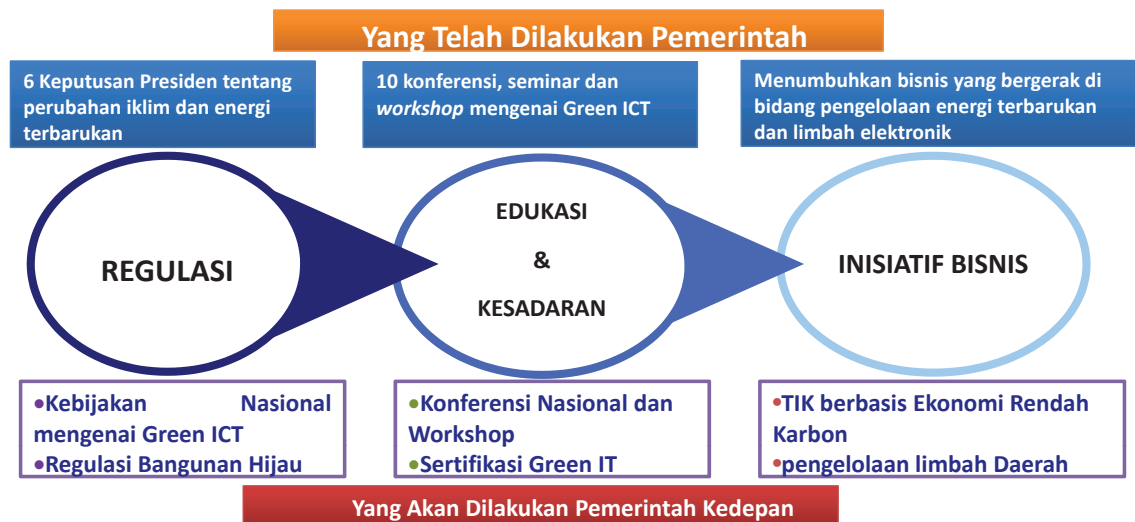 Yang Telah Dilakukan Pemerintah
6 Keputusan Presiden tentang
perubahan iklim dan energi
terbarukan
10 konferensi, seminar dan
workshop mengenai Green ICT
Menumbuhkan bisnis yang bergerak di
bidang pengelolaan energi terbarukan
dan limbah elektronik
REGULASI
EDUKASI
&
KESADARAN
INISIATIF BISNIS
•Kebijakan Nasional
mengenai Green ICT
•Regulasi Bangunan Hijau
•Konferensi Nasional dan
Workshop
•Sertifikasi Green IT
•TIK berbasis Ekonomi Rendah
Karbon
•pengelolaan limbah Daerah
Yang Akan Dilakukan Pemerintah Kedepan